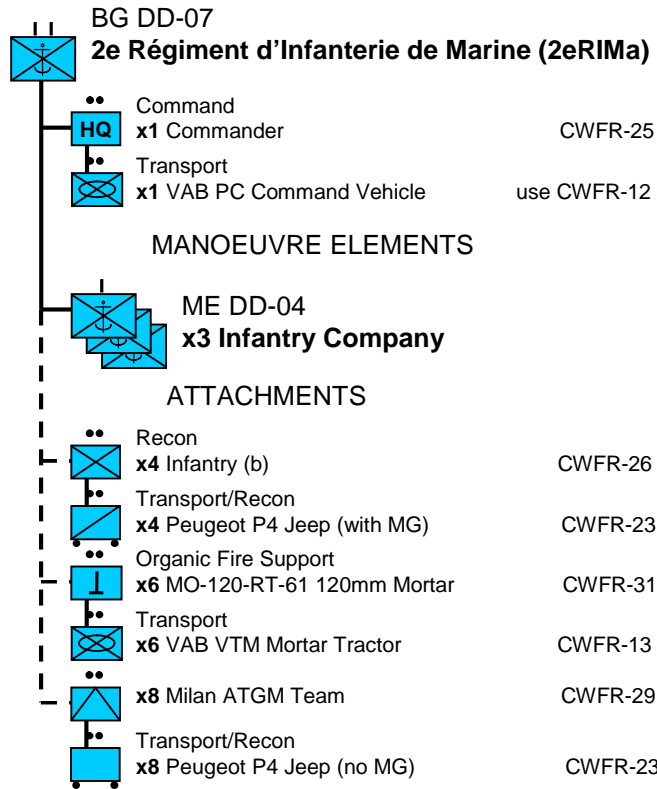 BG DD-07
2e Régiment d'Infanterie de Marine (2eRIMa)
Command
HQ x1 Commander CWFR-25
Transport
x1 VAB PC Command Vehicle use CWFR-12
MANOEUVRE ELEMENTS
ME DD-04
x3 Infantry Company
ATTACHMENTS
Recon
x4 Infantry (b) CWFR-26
Transport/Recon
x4 Peugeot P4 Jeep (with MG) CWFR-23
Organic Fire Support
x6 MO-120-RT-61 120mm Mortar CWFR-31
Transport
x6 VAB VTM Mortar Tractor CWFR-13
x8 Milan ATGM Team CWFR-29
Transport/Recon
x8 Peugeot P4 Jeep (no MG) CWFR-23